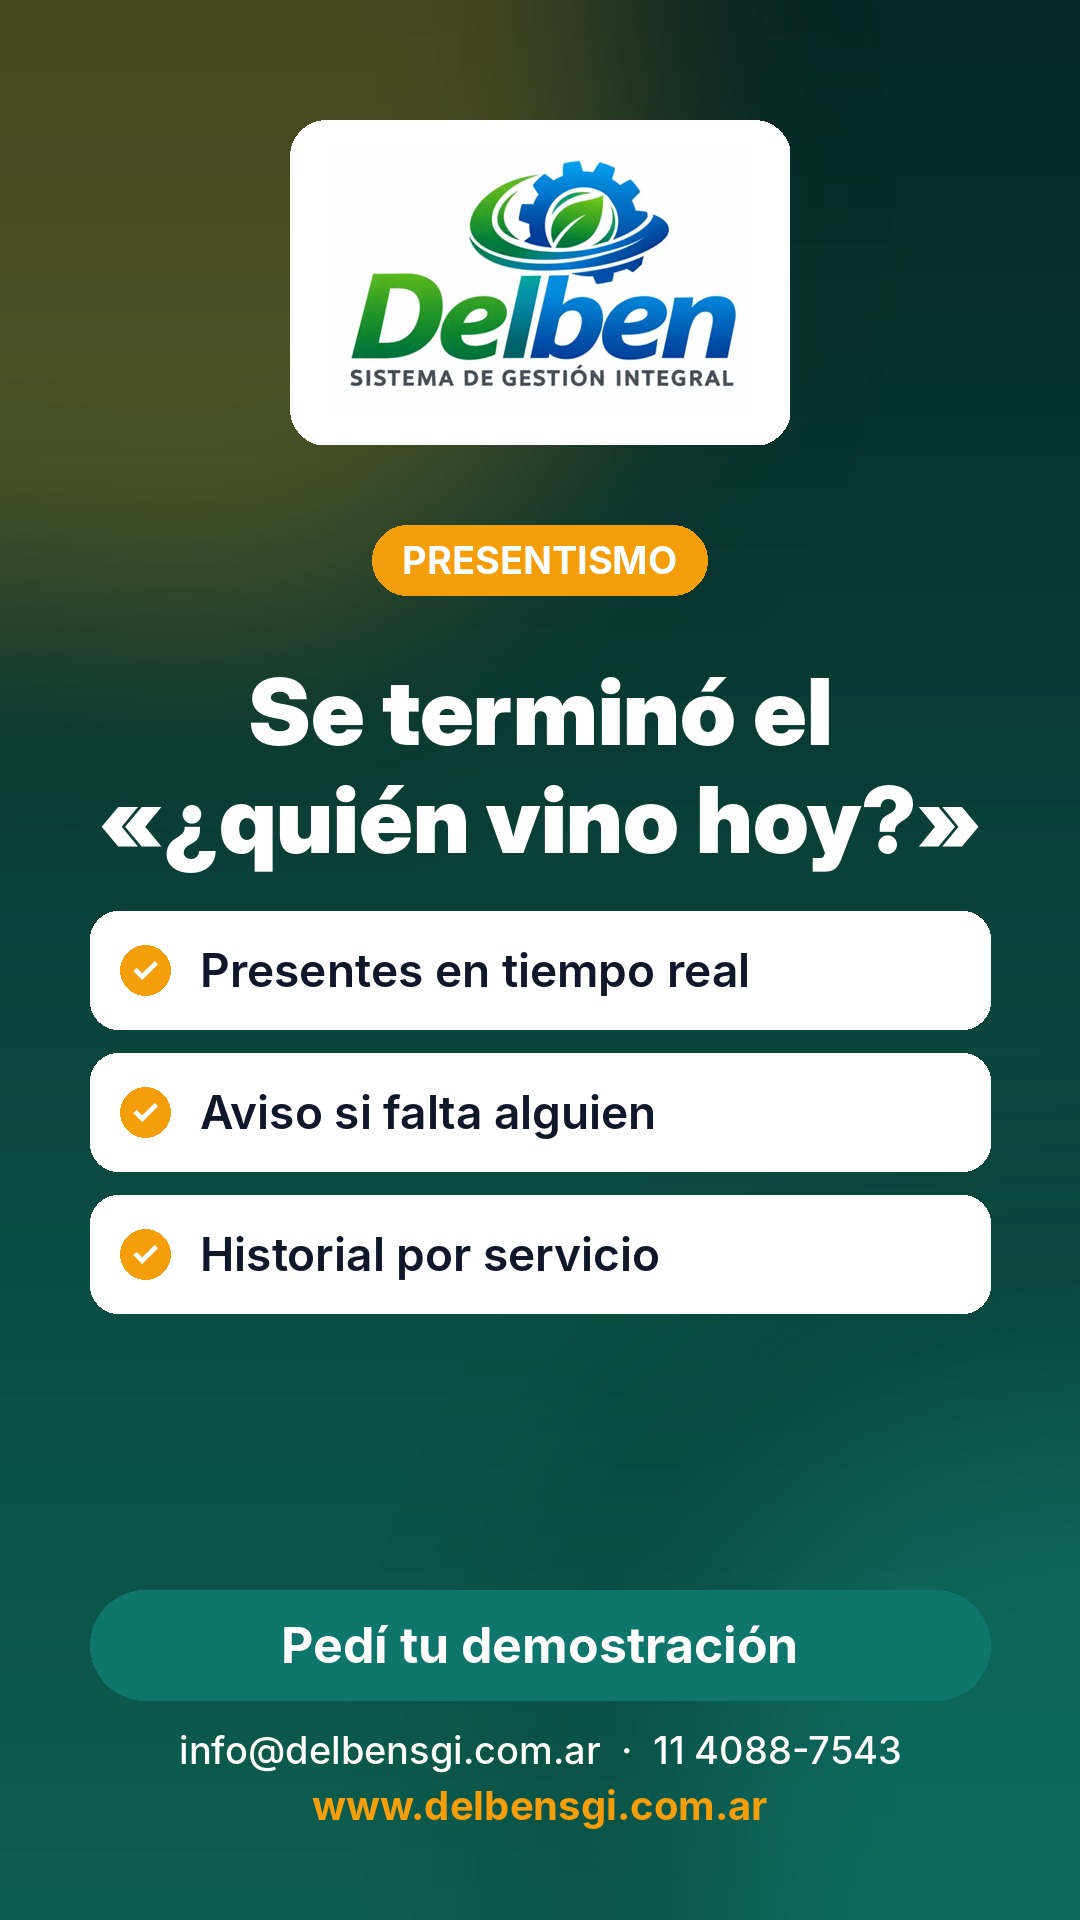 Delben
SISTEMA DE GESTIÓN INTEGRAL
PRESENTISMO
Se terminó el
«¿quién vino hoy?»
Presentes en tiempo real
Aviso si falta alguien
Historial por servicio
Pedí tu demostración
info@delbensgi.com.ar · 11 4088-7543
www.delbensgi.com.ar